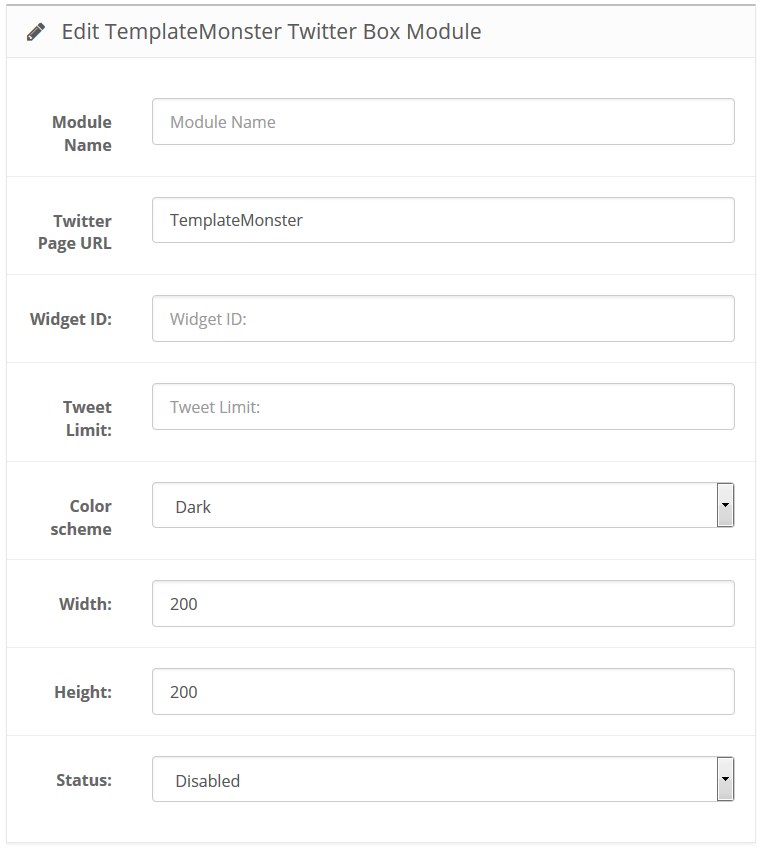 Edit TemplateMonster Twitter Box Module
Module
Name
Module Name
Twitter
Page URL
TemplateMonster
Widget ID:
Widget ID:
Tweet
Limit:
Tweet Limit:
Color
scheme
Dark
Width:
200
Height:
200
Status:
Disabled